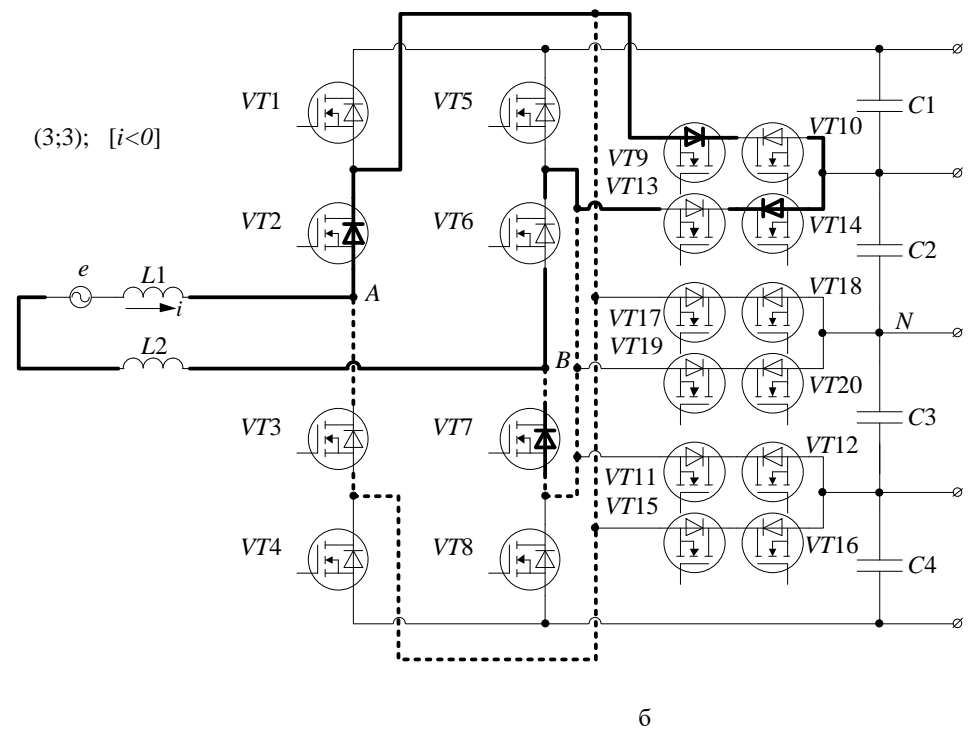 VT1
VT5
C1
(3;3); [i<0]
VT9
VT10
VT13
VT2
VT6
VT14
C2
e
L1
i
A
VT18
VT17
N
L2
B
VT19
VT20
VT3
VT7
C3
VT12
VT11
VT15
VT4
VT8
VT16
C4
б